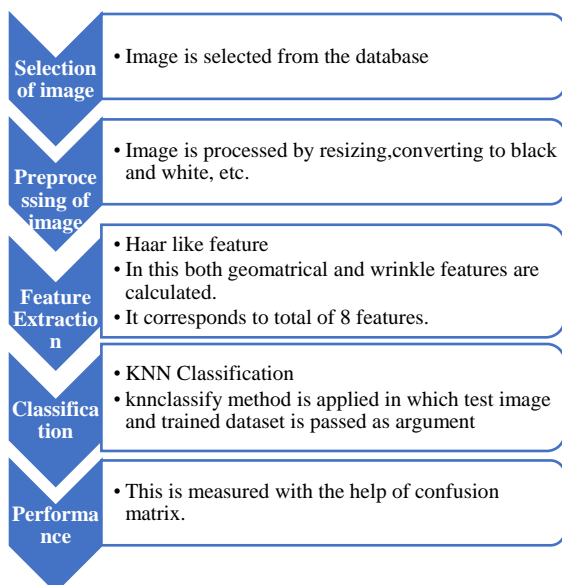 Selection
of image
• Image is selected from the database
Preproce
ssing of
image
• Image is processed by resizing,converting to black
and white, etc.
Feature
Extractio
n
• Haar like feature
• In this both geomatrical and wrinkle features are
calculated.
• It corresponds to total of 8 features.
Classifica
tion
• KNN Classification
• knnclassify method is applied in which test image
and trained dataset is passed as argument
Performa
nce
• This is measured with the help of confusion
matrix.